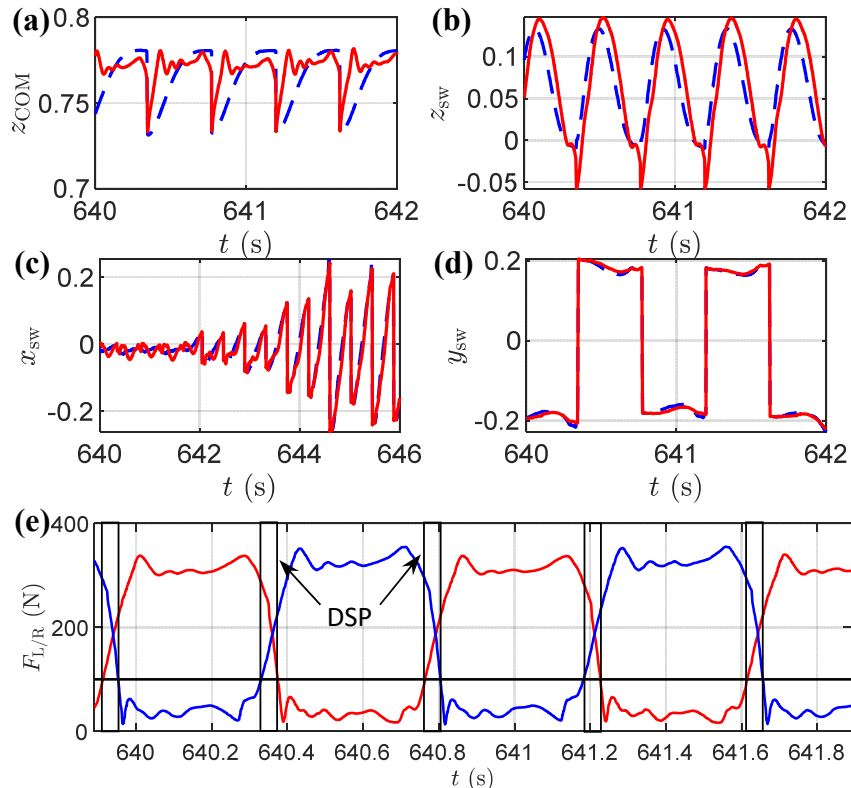 (a)
0.8
0.75
0.7
z_COM
640
641
642
t (s)
(b)
0.15
0.1
0.05
0
-0.05
z_sw
640
641
642
t (s)
(c)
0.2
0
-0.2
x_sw
640
642
644
646
t (s)
(d)
0.2
0
-0.2
y_sw
640
641
642
t (s)
(e)
400
200
0
F_L/R (N)
DSP
640
640.2
640.4
640.6
640.8
641
641.2
641.4
641.6
641.8
t (s)